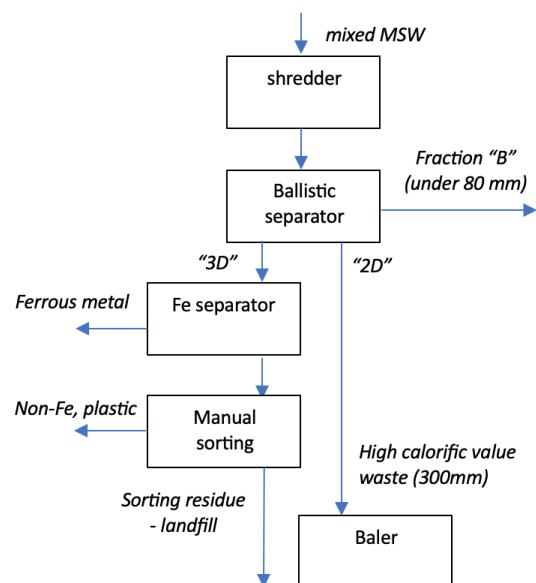 mixed MSW
shredder
Fraction “B”
(under 80 mm)
Ballistic
separator
“3D”
“2D”
Ferrous metal
Fe separator
Non-Fe, plastic
Manual
sorting
High calorific value
waste (300mm)
Sorting residue
- landfill
Baler